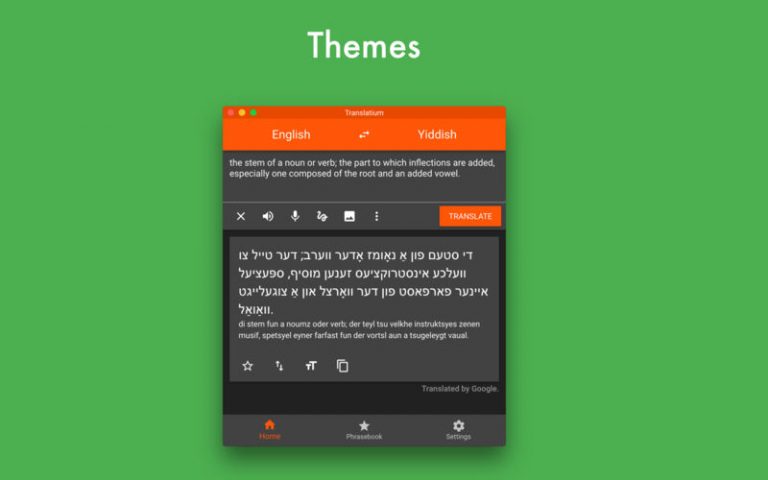 Themes
Translatium
English
Yiddish
the stem of a noun or verb; the part to which inflections are added,
especially one composed of the root and an added vowel.
TRANSLATE
די סטעם פון אַ נאָומז אָדער ווערב; דער טייל צו
וועלכע אינסטרוקציעס זענען מוסיף, ספּעציעל
איינער פארפאסט פון דער וואָרצל און אַ צוגעלייגט
וואַואַל.
di stem fun a noumz oder verb; der teyl tsu velkhe instruktsyes zenen
musif, spetsyel eyner farfast fun der vortsl aun a tsugeleygt vaual.
Translated by Google.
Home
Phrasebook
Settings